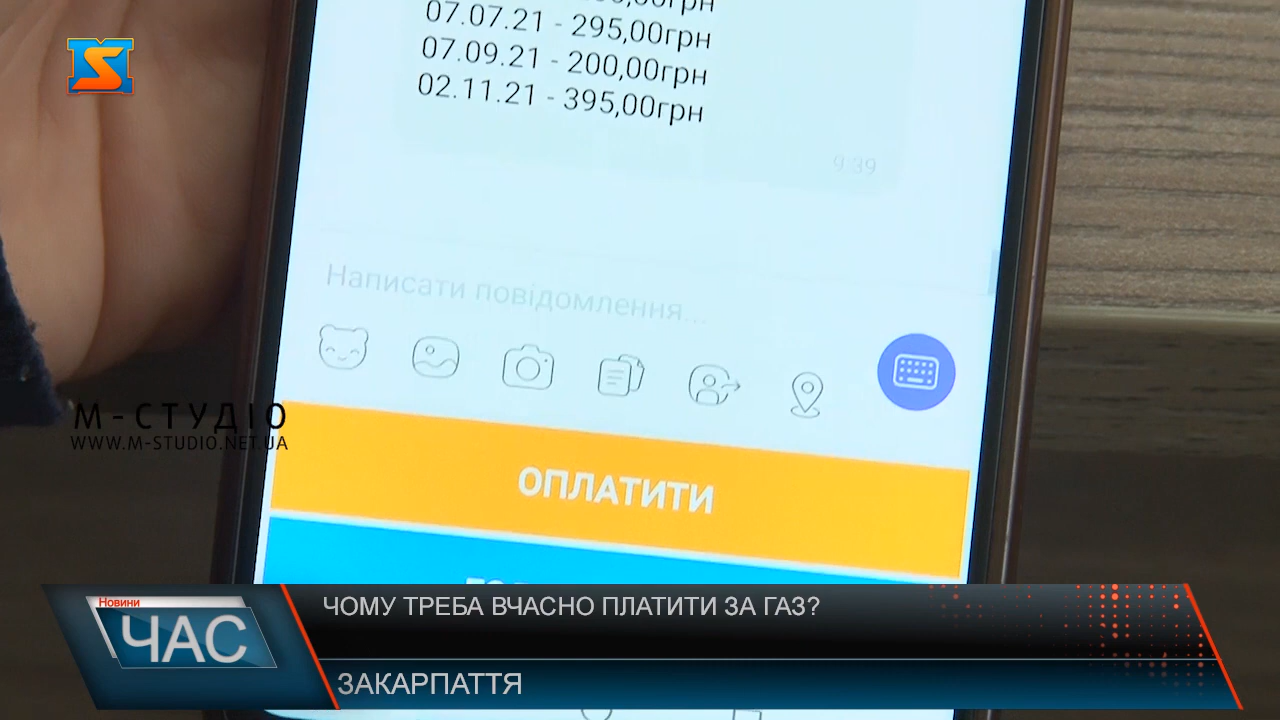 07.07.21 - 295,00грн
07.09.21 - 200,00грн
02.11.21 - 395,00грн
9:39
Написати повідомлення...
М-СТУДІО
WWW.M-STUDIO.NET.UA
ОПЛАТИТИ
Новини
ЧАС
ЧОМУ ТРЕБА ВЧАСНО ПЛАТИТИ ЗА ГАЗ?
ЗАКАРПАТТЯ